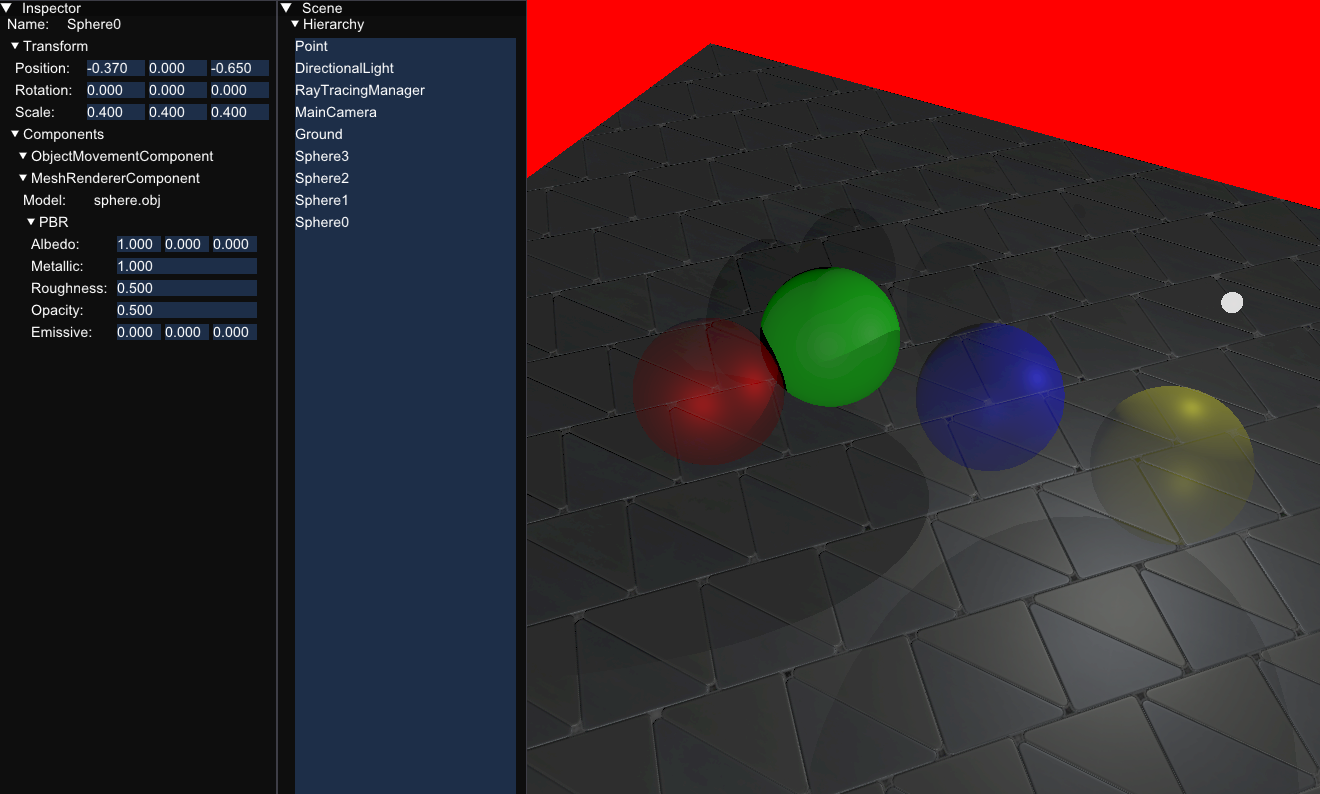 Inspector
Name: Sphere0
Transform
Position: -0.370 0.000 -0.650
Rotation: 0.000 0.000 0.000
Scale: 0.400 0.400 0.400
Components
ObjectMovementComponent
MeshRendererComponent
Model: sphere.obj
PBR
Albedo: 1.000 0.000 0.000
Metallic: 1.000
Roughness: 0.500
Opacity: 0.500
Emissive: 0.000 0.000 0.000
Scene
Hierarchy
Point
DirectionalLight
RayTracingManager
MainCamera
Ground
Sphere3
Sphere2
Sphere1
Sphere0